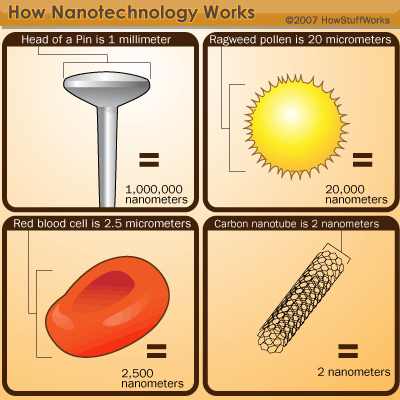 How Nanotechnology Works
©2007 HowStuffWorks
Head of a Pin is 1 millimeter
=
1,000,000
nanometers
Ragweed pollen is 20 micrometers
=
20,000
nanometers
Red blood cell is 2.5 micrometers
=
2,500
nanometers
Carbon nanotube is 2 nanometers
=
2 nanometers